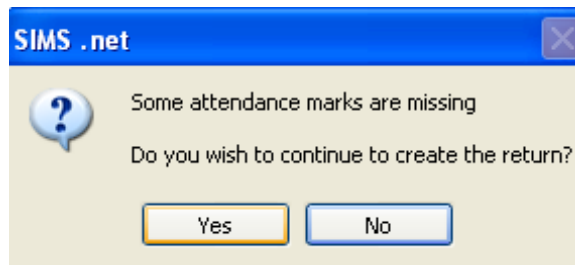 SIMS .net
Some attendance marks are missing
Do you wish to continue to create the return?
Yes
No